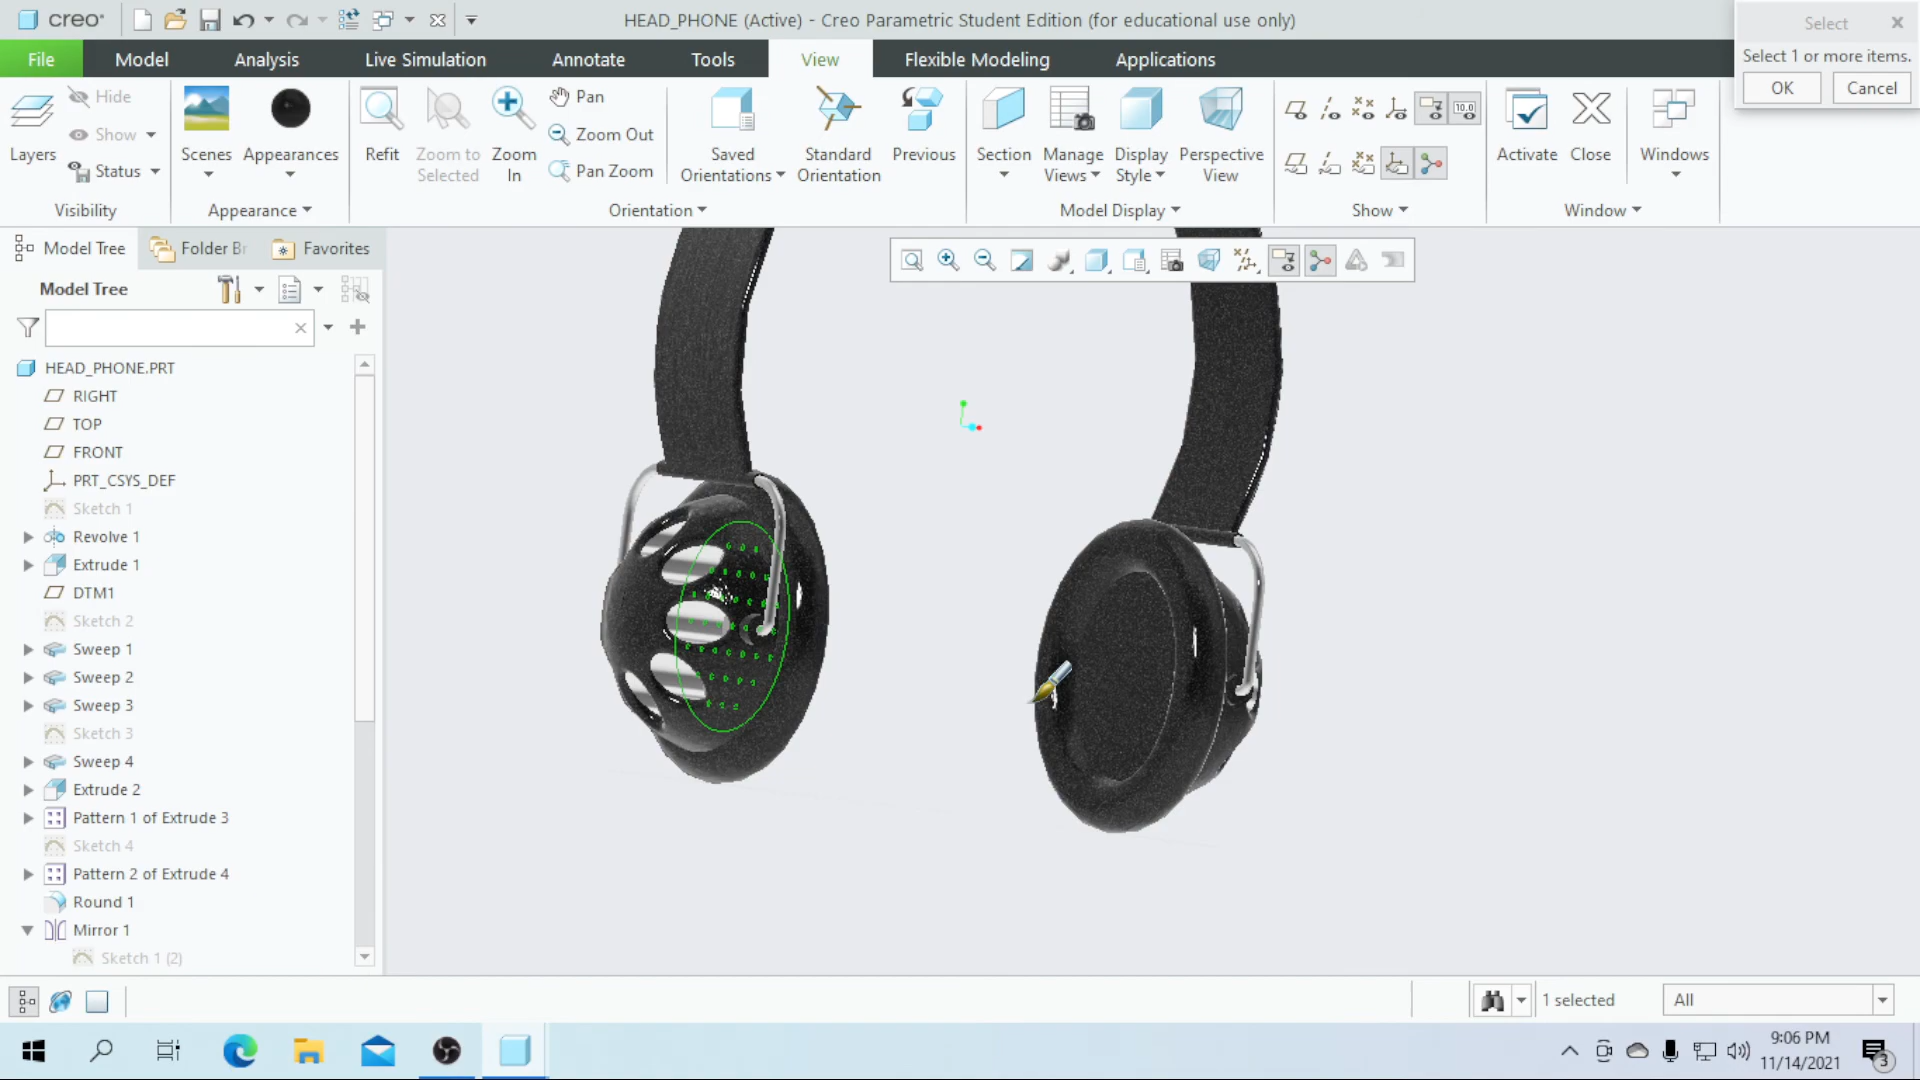 creo
HEAD_PHONE (Active) - Creo Parametric Student Edition (for educational use only)
Select
Select 1 or more items.
OK
Cancel
File
Model
Analysis
Live Simulation
Annotate
Tools
View
Flexible Modeling
Applications
Layers
Hide
Show
Status
Visibility
Scenes
Appearances
Appearance
Refit
Zoom to
Selected
Zoom
In
Pan
Zoom Out
Pan Zoom
Saved
Orientations
Standard
Orientation
Previous
Orientation
Section
Manage
Views
Display
Style
Perspective
View
Model Display
10.0
Show
Activate
Close
Windows
Window
Model Tree
Folder Br
Favorites
Model Tree
HEAD_PHONE.PRT
RIGHT
TOP
FRONT
PRT_CSYS_DEF
Sketch 1
Revolve 1
Extrude 1
DTM1
Sketch 2
Sweep 1
Sweep 2
Sweep 3
Sketch 3
Sweep 4
Extrude 2
Pattern 1 of Extrude 3
Sketch 4
Pattern 2 of Extrude 4
Round 1
Mirror 1
Sketch 1 (2)
1 selected
All
9:06 PM
11/14/2021
3